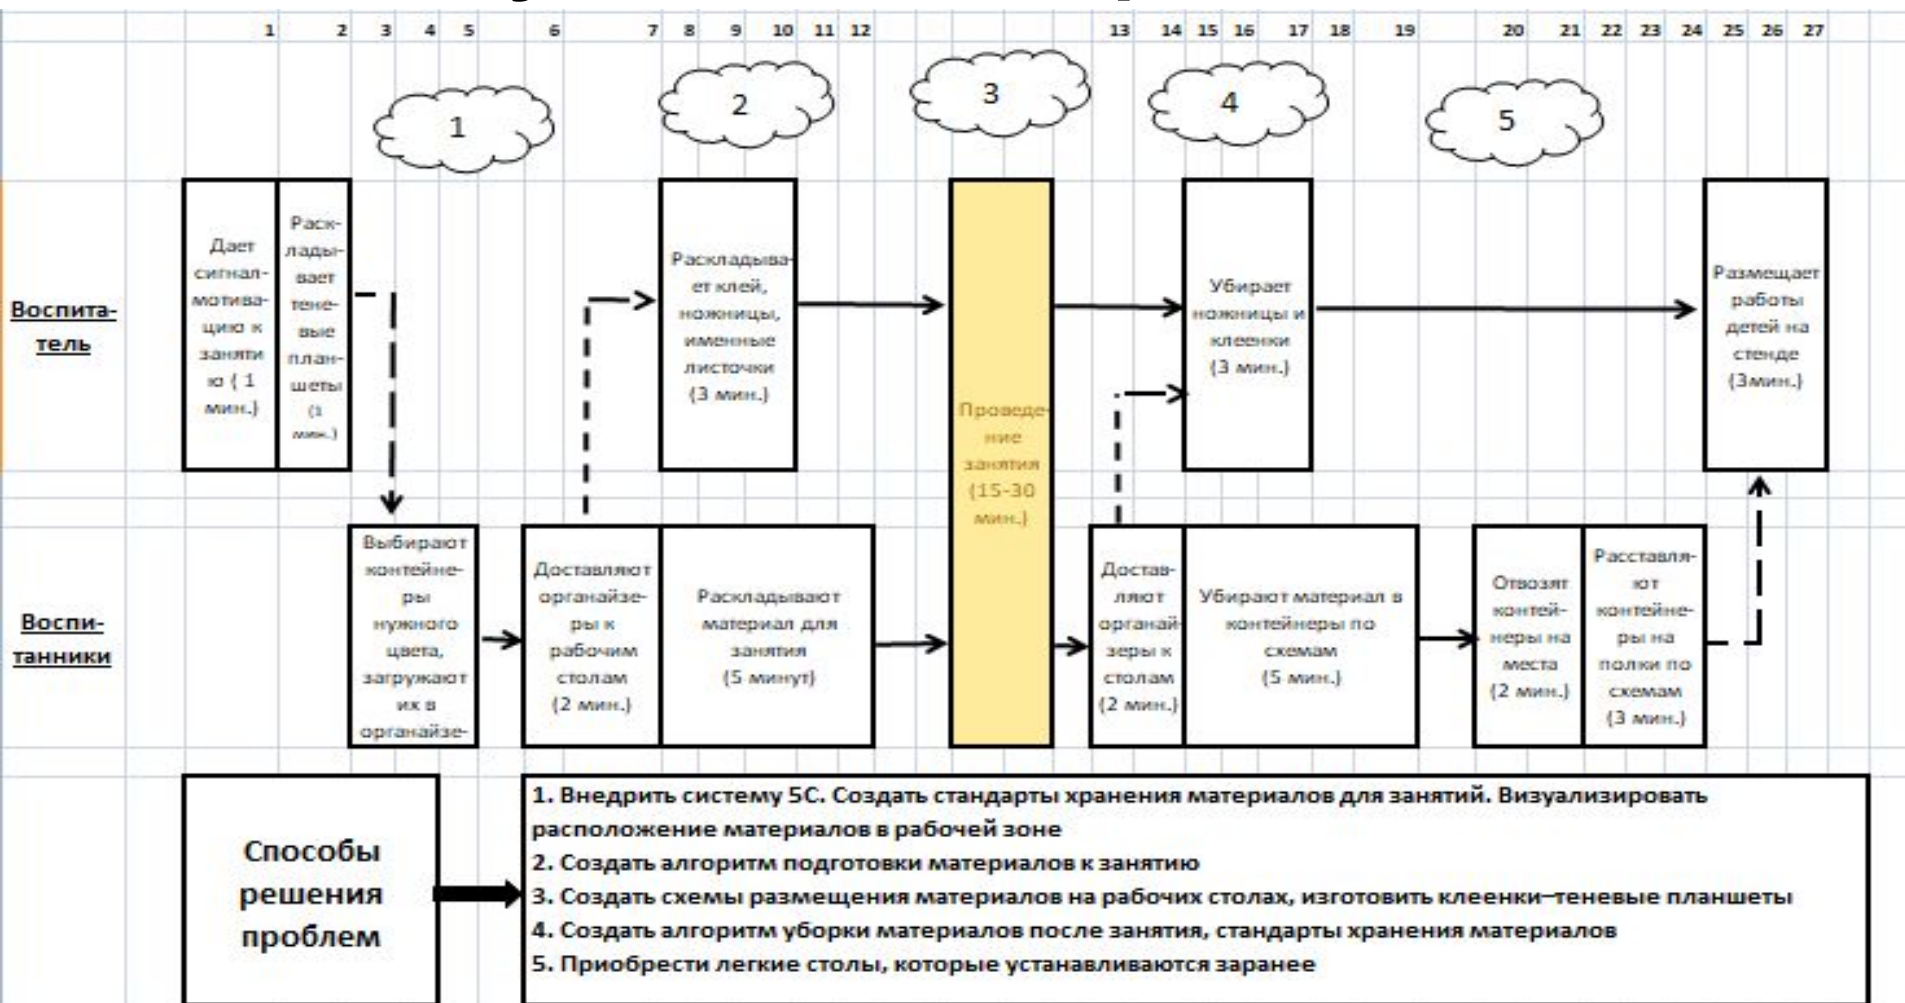 1 2 3 4 5 6 7 8 9 10 11 12 13 14 15 16 17 18 19 20 21 22 23 24 25 26 27
1
2
3
4
5
Воспита-
тель
Дает
сигнал-
мотива-
цию к
заняти
ю ( 1
мин.)
Раск-
лады-
вает
тене-
вые
план-
шеты
(1
мин.)
Раскладыва-
ет клей,
ножницы,
именные
листочки
(3 мин.)
Проведе-
ние
занятия
(15-30
мин.)
Убирает
ножницы и
клеенки
(3 мин.)
Размещает
работы
детей на
стенде
(3мин.)
Воспи-
танники
Выбирают
контейне-
ры
нужного
цвета,
загружают
их в
органайзе-
Доставляют
органайзе-
ры к
рабочим
столам
(2 мин.)
Раскладывают
материал для
занятия
(5 минут)
Достав-
ляют
органай-
зеры к
столам
(2 мин.)
Убирают материал в
контейнеры по
схемам
(5 мин.)
Отвозят
контей-
неры на
места
(2 мин.)
Расставля-
ют
контейне-
ры на
полки по
схемам
(3 мин.)
Способы
решения
проблем
1. Внедрить систему 5С. Создать стандарты хранения материалов для занятий. Визуализировать
расположение материалов в рабочей зоне
2. Создать алгоритм подготовки материалов к занятию
3. Создать схемы размещения материалов на рабочих столах, изготовить клеенки–теневые планшеты
4. Создать алгоритм уборки материалов после занятия, стандарты хранения материалов
5. Приобрести легкие столы, которые устанавливаются заранее